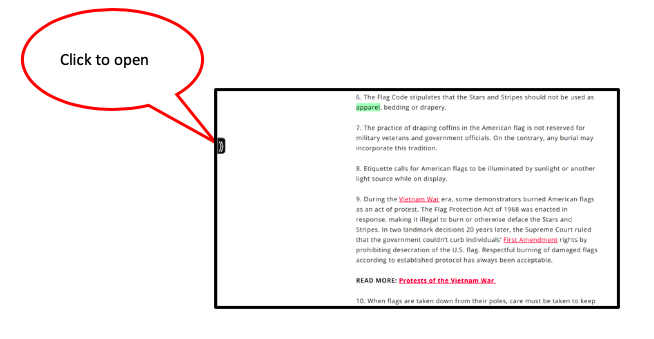 Click to open
6. The Flag Code stipulates that the Stars and Stripes should not be used as
apparel, bedding or drapery.
7. The practice of draping coffins in the American flag is not reserved for
military veterans and government officials. On the contrary, any burial may
incorporate this tradition.
8. Etiquette calls for American flags to be illuminated by sunlight or another
light source while on display.
9. During the Vietnam War era, some demonstrators burned American flags
as an act of protest. The Flag Protection Act of 1968 was enacted in
response, making it illegal to burn or otherwise deface the Stars and
Stripes. In two landmark decisions 20 years later, the Supreme Court ruled
that the government couldn't curb individuals' First Amendment rights by
prohibiting desecration of the U.S. flag. Respectful burning of damaged flags
according to established protocol has always been acceptable.
READ MORE: Protests of the Vietnam War
10. When flags are taken down from their poles, care must be taken to keep